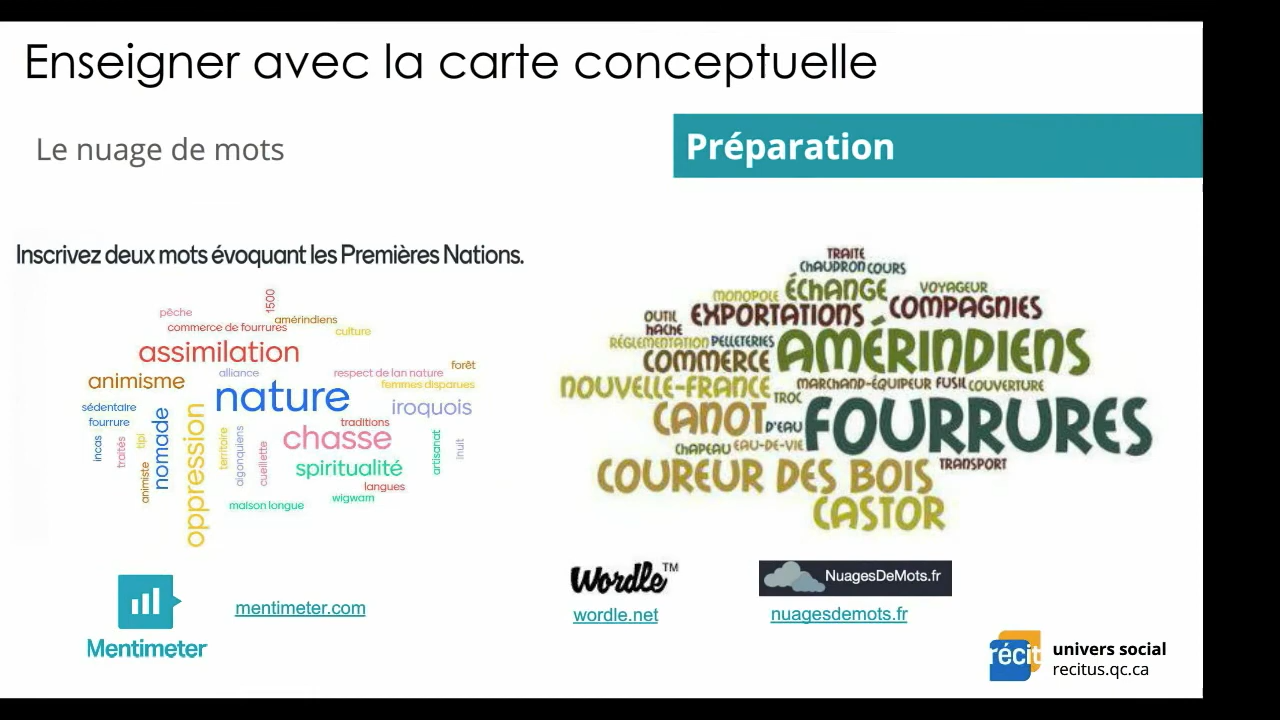 Enseigner avec la carte conceptuelle
Le nuage de mots
Préparation
Inscrivez deux mots évoquant les Premières Nations.
1500
pêche
amérindiens
commerce de fourrures
culture
assimilation
forêt
alliance
respect de lan nature
animisme
femmes disparues
nature
sédentaire
iroquois
fourrure
traditions
nomade
oppression
chasse
incas
traités
tipi
territoire
algonquiens
cueillette
artisanat
inuit
spiritualité
animiste
langues
wigwam
maison longue
TRAITE
CHAUDRON COURS
MONOPOLE ÉCHANGE VOYAGEUR
OUTIL EXPORTATIONS COMPAGNIES
HACHE
RÉGLEMENTATION PELLETERIES AMÉRINDIENS
COMMERCE
NOUVELLE-FRANCE MARCHAND-ÉQUIPEUR FUSIL COUVERTURE
TROC
CANOT D'EAU FOURRURES
CHAPEAU EAU-DE-VIE
COUREUR DES BOIS TRANSPORT
CASTOR
Mentimeter
mentimeter.com
Wordle™
wordle.net
NuagesDeMots.fr
nuagesdemots.fr
récit
univers social
recitus.qc.ca